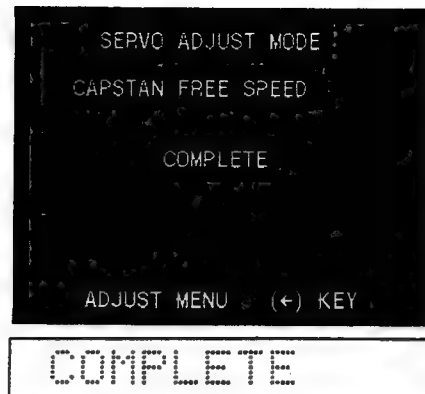 SERVO ADJUST MODE
CAPSTAN FREE SPEED
COMPLETE
ADJUST MENU (←) KEY
COMPLETE